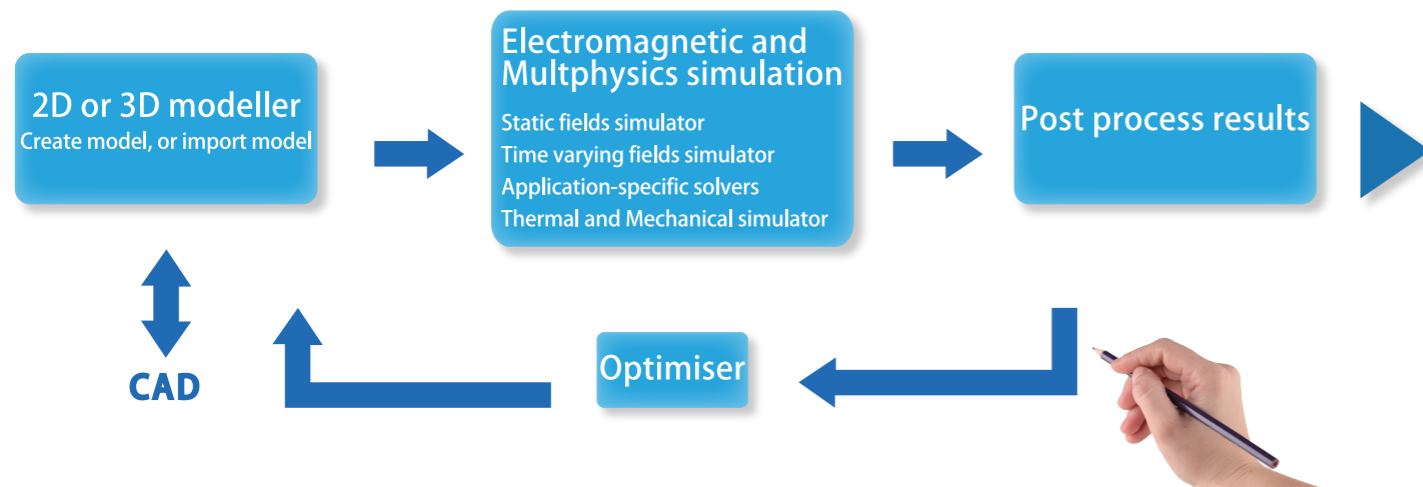 2D or 3D modeller
Create model, or import model
Electromagnetic and
Multphysics simulation
Static fields simulator
Time varying fields simulator
Application-specific solvers
Thermal and Mechanical simulator
Post process results
CAD
Optimiser